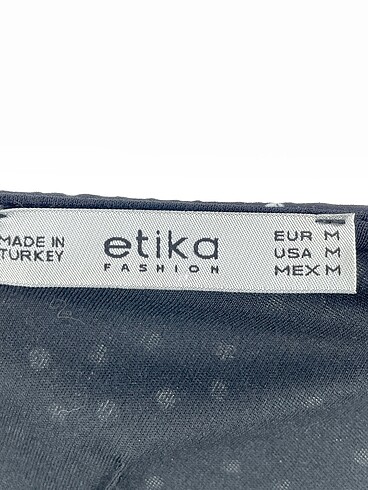 MADE IN
TURKEY
etika
FASHION
EUR M
USA M
MEX M